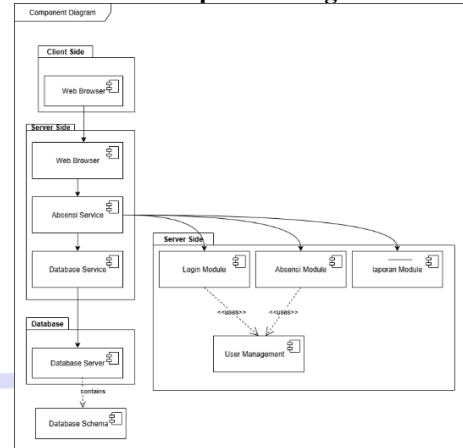 Component Diagram
Client Side
Web Browser
Server Side
Web Browser
Absensi Service
Database Service
Server Side
Login Module
Absensi Module
laporan Module
<<uses>>
<<uses>>
User Management
Database
Database Server
contains
Database Schema